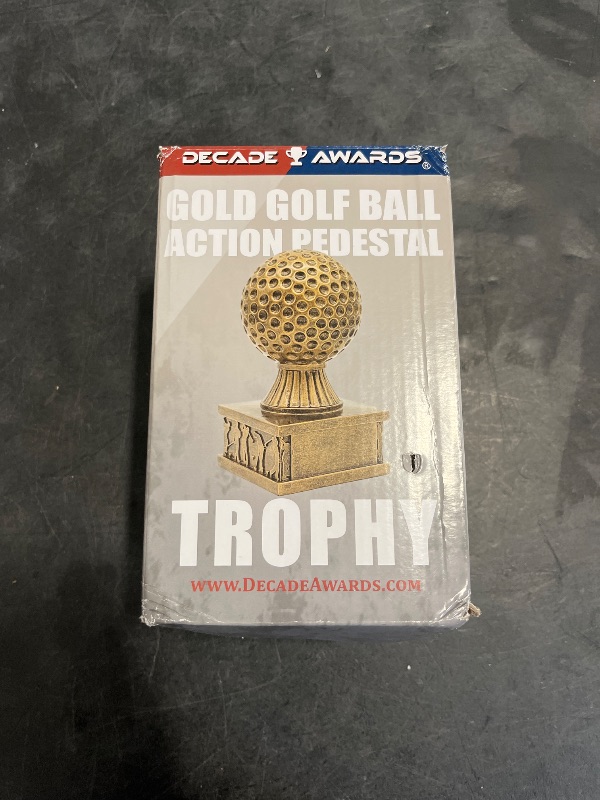 DECADE AWARDS®
GOLD GOLF BALL
ACTION PEDESTAL
TROPHY
WWW.DECADEAWARDS.COM